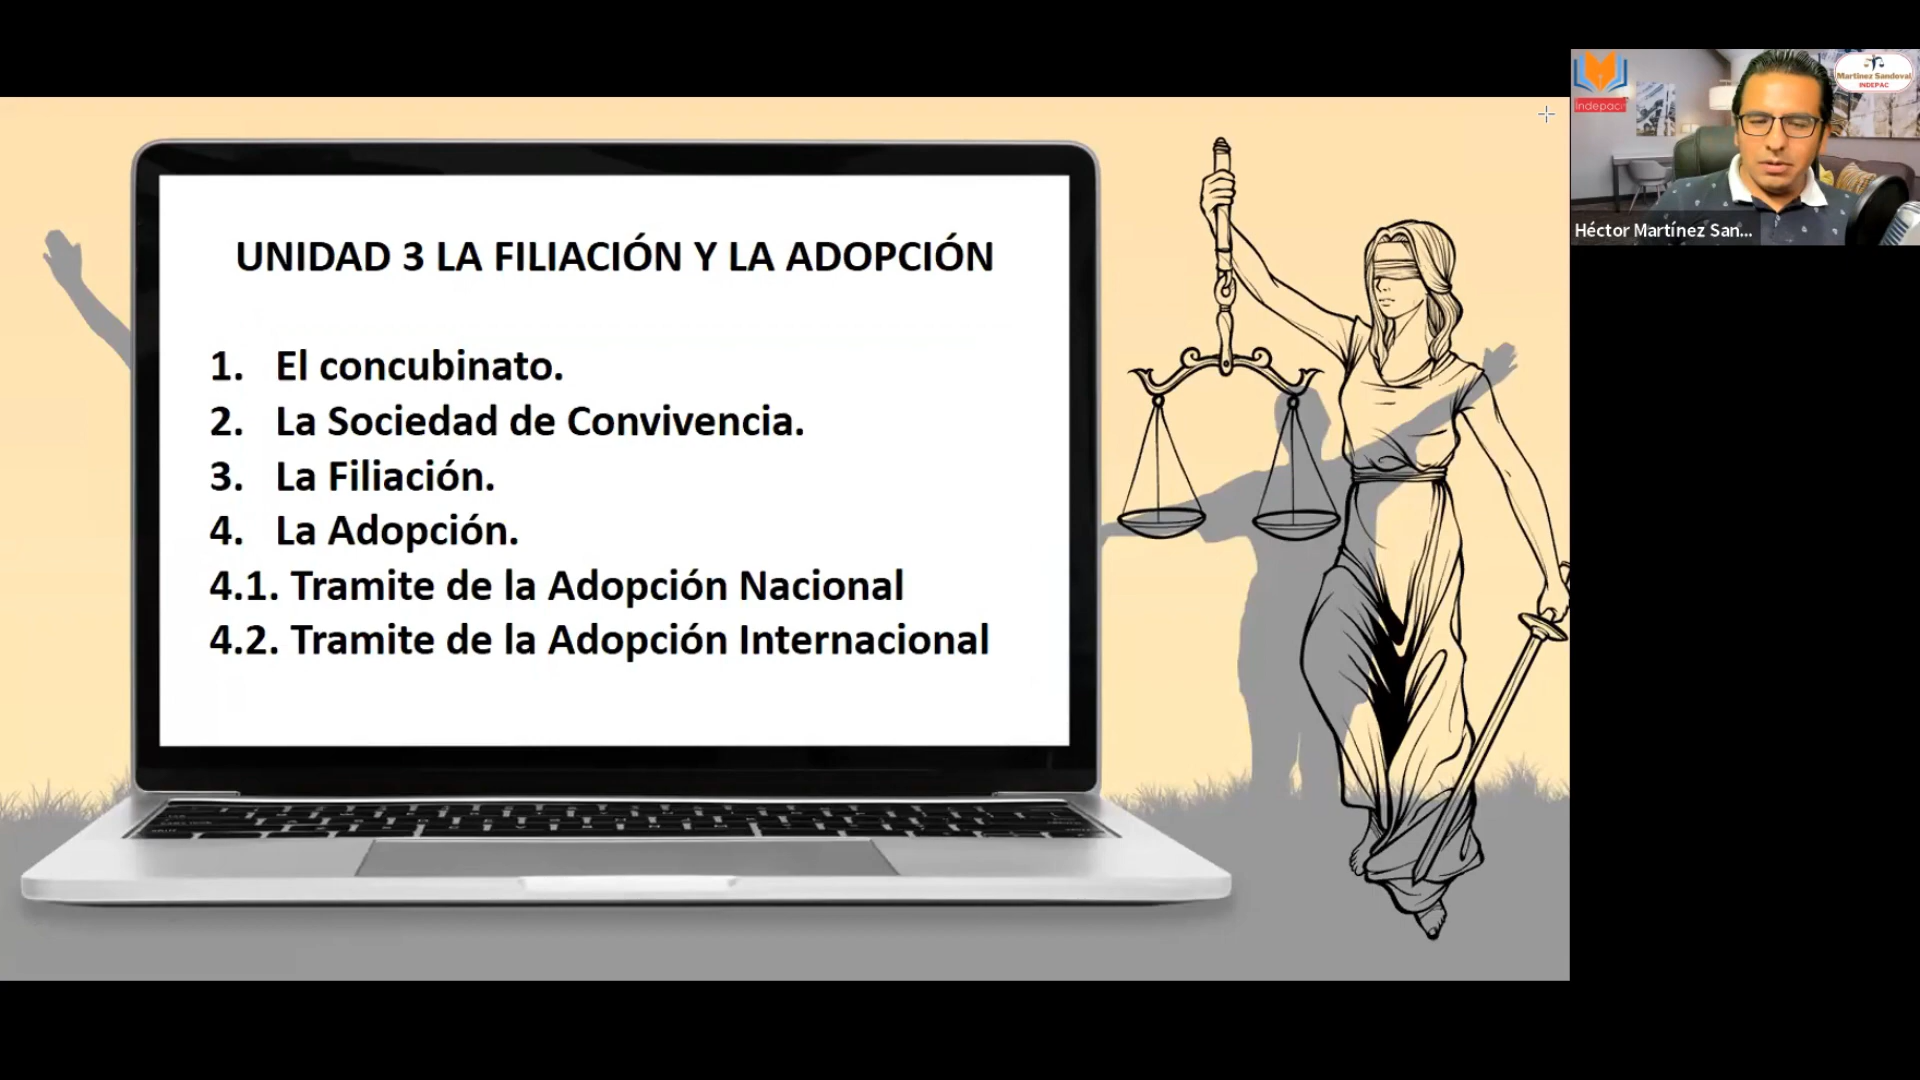 UNIDAD 3 LA FILIACIÓN Y LA ADOPCIÓN
1. El concubinato.
2. La Sociedad de Convivencia.
3. La Filiación.
4. La Adopción.
4.1. Tramite de la Adopción Nacional
4.2. Tramite de la Adopción Internacional
Indepac
Martínez Sandoval
INDEPAC
Héctor Martínez San...